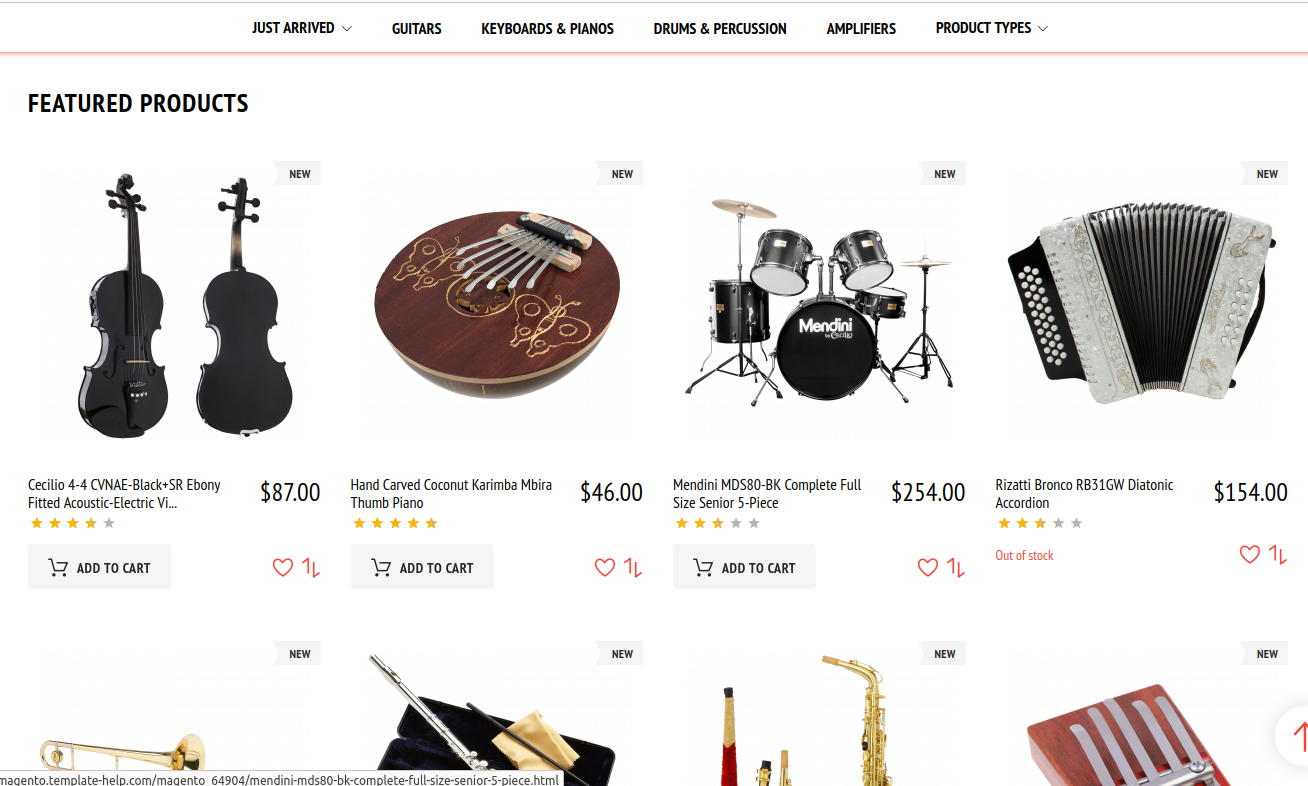 JUST ARRIVED GUITARS KEYBOARDS & PIANOS DRUMS & PERCUSSION AMPLIFIERS PRODUCT TYPES
FEATURED PRODUCTS
NEW NEW NEW NEW
Mendini
by Cecilio
Cecilio 4-4 CVNAE-Black+SR Ebony
Fitted Acoustic-Electric Vi...
$87.00
Hand Carved Coconut Karimba Mbira
Thumb Piano
$46.00
Mendini MDS80-BK Complete Full
Size Senior 5-Piece
$254.00
Rizatti Bronco RB31GW Diatonic
Accordion
$154.00
ADD TO CART
ADD TO CART
ADD TO CART
Out of stock
NEW NEW NEW NEW
magento.template-help.com/magento_64904/mendini-mds80-bk-complete-full-size-senior-5-piece.html